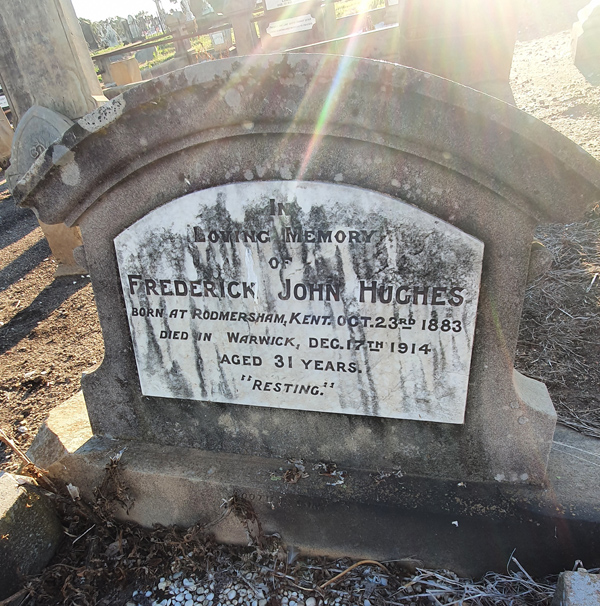 IN
LOVING MEMORY
OF
FREDERICK JOHN HUGHES
BORN AT RODMERSHAM, KENT. OCT. 23RD 1883
DIED IN WARWICK, DEC. 17TH 1914
AGED 31 YEARS.
"RESTING."